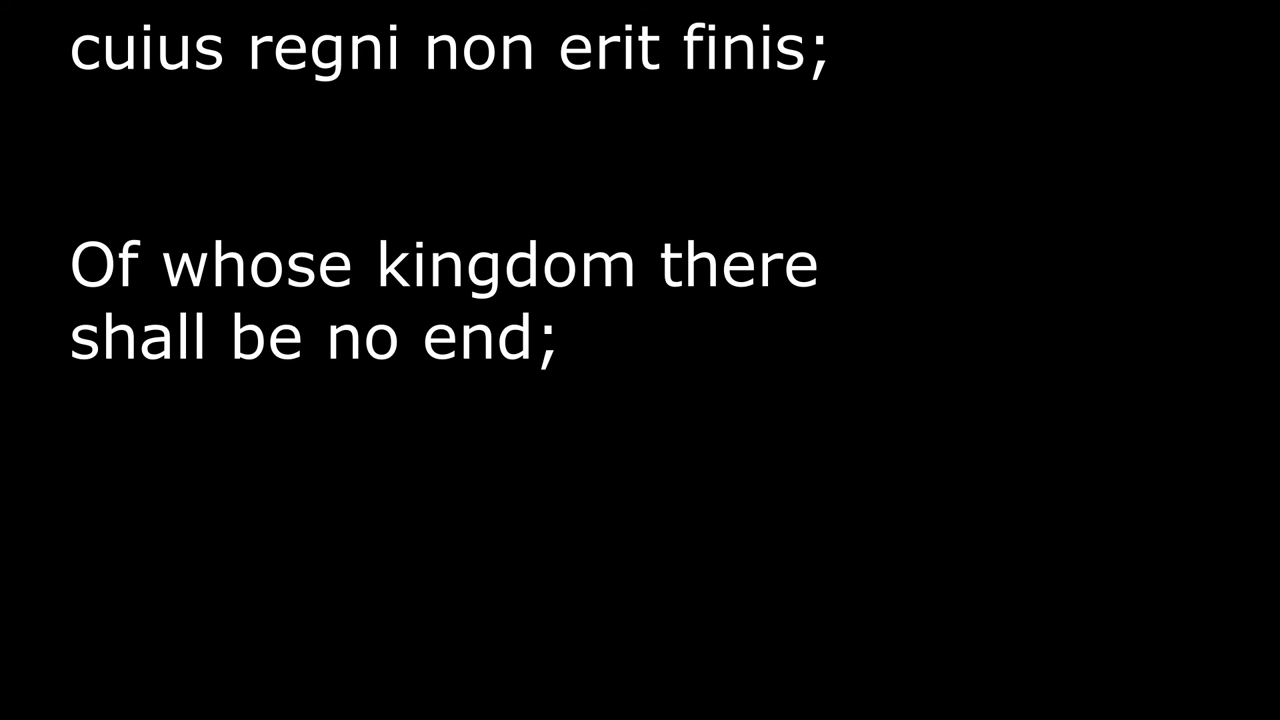 cuius regni non erit finis;
Of whose kingdom there
shall be no end;